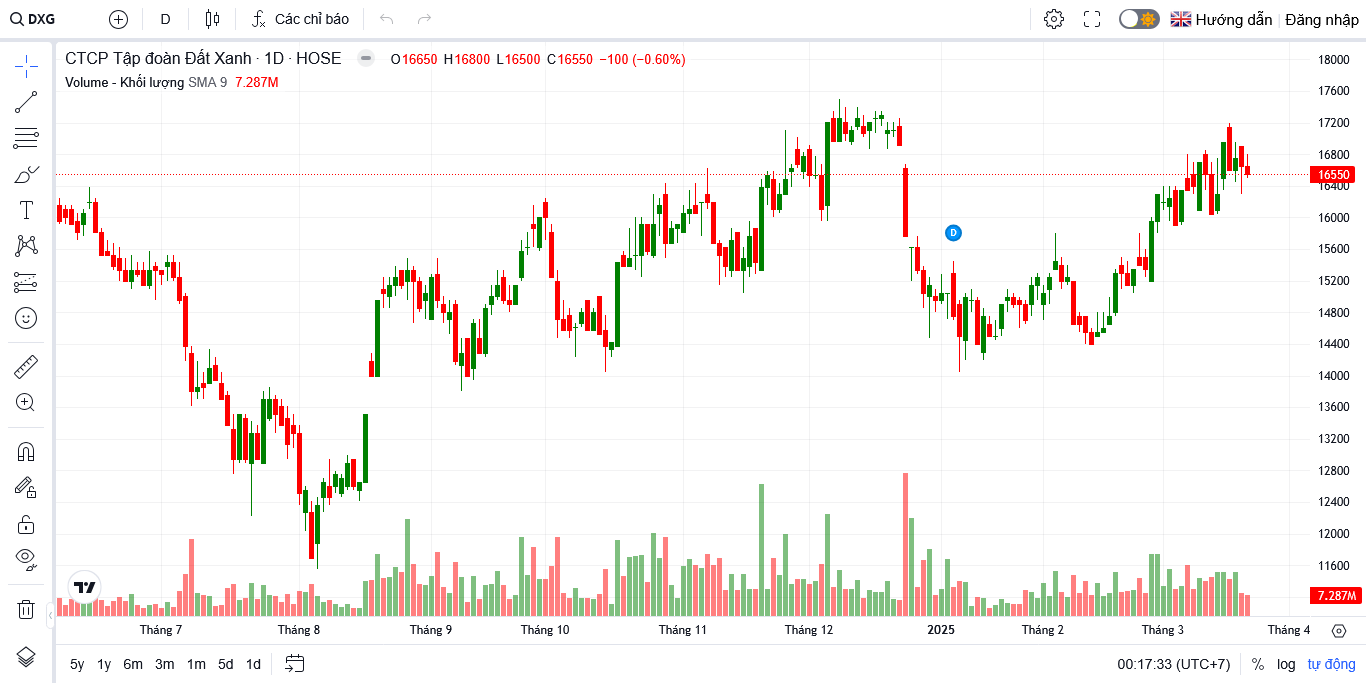 DXG D Các chỉ báo Hướng dẫn Đăng nhập
CTCP Tập đoàn Đất Xanh · 1D · HOSE O16650 H16800 L16500 C16550 −100 (−0.60%)
Volume - Khối lượng SMA 9 7.287M
18000
17600
17200
16800
16550
16400
16000
15600
15200
14800
14400
14000
13600
13200
12800
12400
12000
11600
7.287M
D
Tháng 7 Tháng 8 Tháng 9 Tháng 10 Tháng 11 Tháng 12 2025 Tháng 2 Tháng 3 Tháng 4
5y 1y 6m 3m 1m 5d 1d 00:17:33 (UTC+7) % log tự động